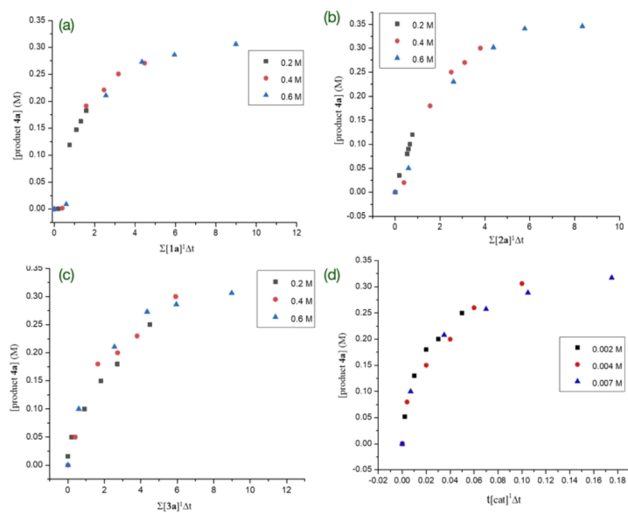 (a)
0.35
0.30
0.25
0.20
0.15
0.10
0.05
0.00
[product 4a] (M)
0.2 M
0.4 M
0.6 M
0 2 4 6 8 10 12
Σ[1a]¹Δt
(b)
0.35
0.30
0.25
0.20
0.15
0.10
0.05
0.00
-0.05
[product 4a] (M)
0.2 M
0.4 M
0.6 M
0 2 4 6 8 10
Σ[2a]¹Δt
(c)
0.35
0.30
0.25
0.20
0.15
0.10
0.05
0.00
[product 4a] (M)
0.2 M
0.4 M
0.6 M
0 2 4 6 8 10 12
Σ[3a]¹Δt
(d)
0.35
0.30
0.25
0.20
0.15
0.10
0.05
0.00
-0.05
[product 4a] (M)
0.002 M
0.004 M
0.007 M
-0.02 0.00 0.02 0.04 0.06 0.08 0.10 0.12 0.14 0.16 0.18
t[cat]¹Δt